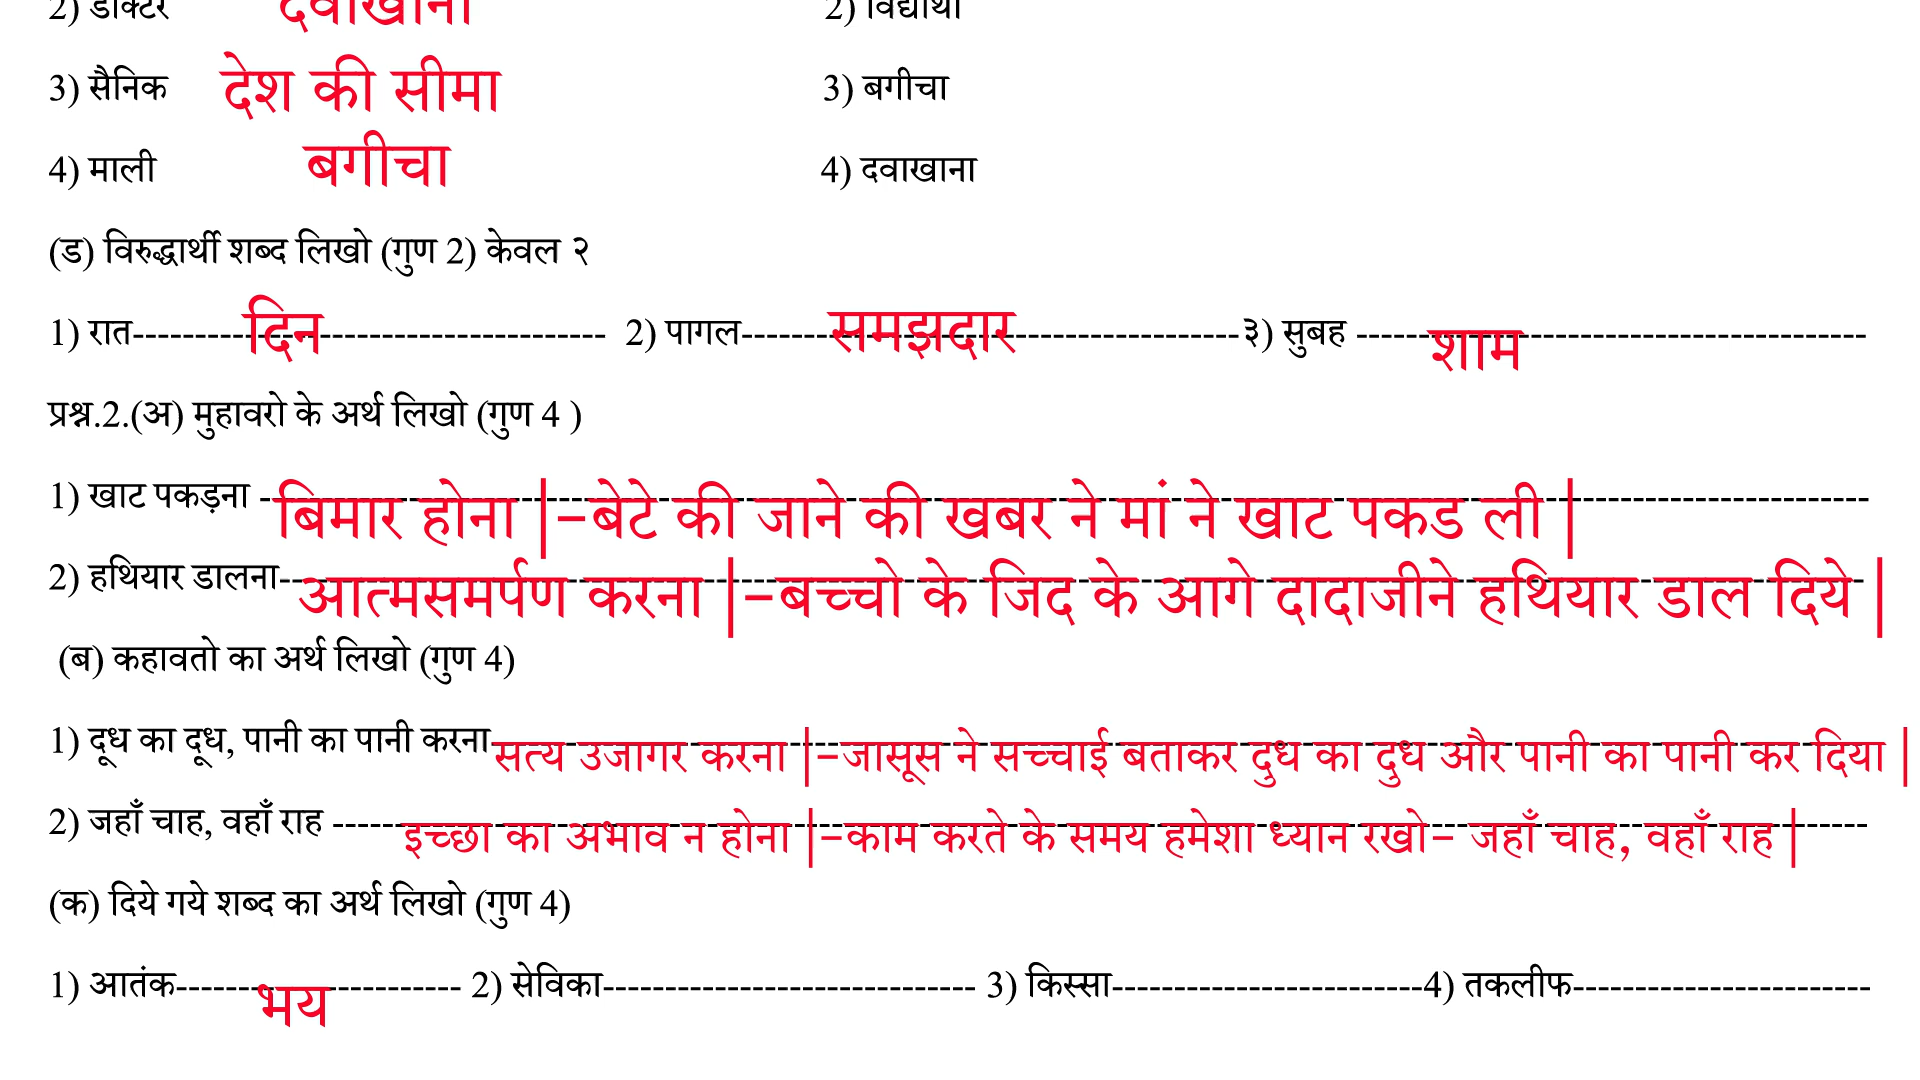 2) डॉक्टर दवाखाना 2) विद्यार्थी
3) सैनिक देश की सीमा 3) बगीचा
4) माली बगीचा 4) दवाखाना
(ड) विरुद्धार्थी शब्द लिखो (गुण 2) केवल २
1) रात दिन 2) पागल समझदार ३) सुबह शाम
प्रश्न.2.(अ) मुहावरो के अर्थ लिखो (गुण 4 )
1) खाट पकड़ना - बिमार होना |-बेटे की जाने की खबर ने मां ने खाट पकड ली |
2) हथियार डालना- आत्मसमर्पण करना |-बच्चो के जिद के आगे दादाजीने हथियार डाल दिये |
(ब) कहावतो का अर्थ लिखो (गुण 4)
1) दूध का दूध, पानी का पानी करना सत्य उजागर करना |-जासूस ने सच्चाई बताकर दुध का दुध और पानी का पानी कर दिया |
2) जहाँ चाह, वहाँ राह ----- इच्छा का अभाव न होना |-काम करते के समय हमेशा ध्यान रखो- जहाँ चाह, वहाँ राह |
(क) दिये गये शब्द का अर्थ लिखो (गुण 4)
1) आतंक------ भय ----------- 2) सेविका------------------------------ 3) किस्सा-------------------------4) तकलीफ------------------------